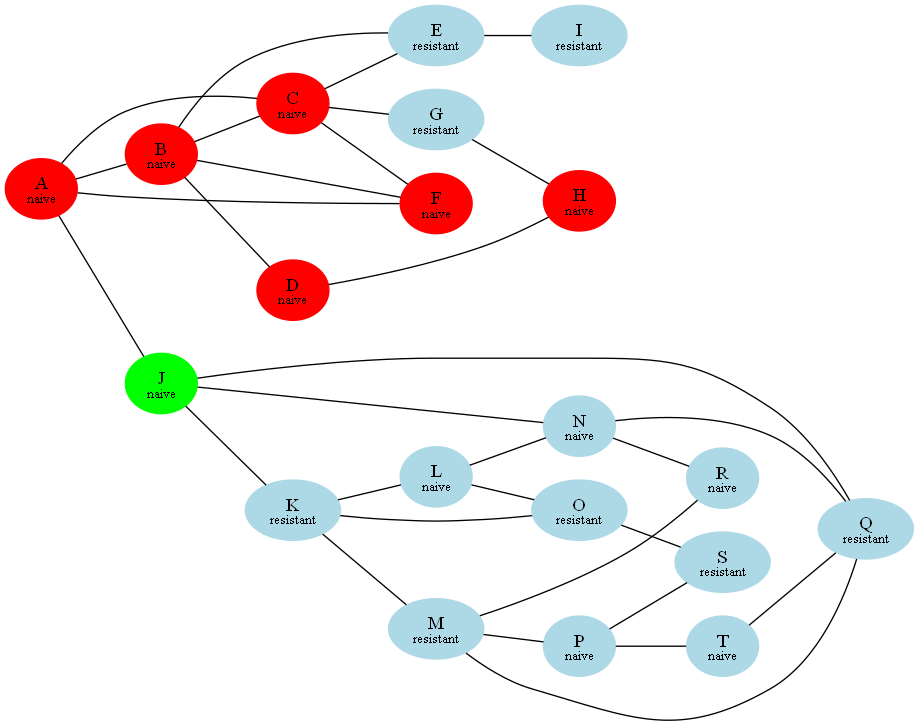 E
resistant
I
resistant
C
naive
G
resistant
B
naive
A
naive
F
naive
H
naive
D
naive
J
naive
N
naive
L
naive
R
naive
K
resistant
O
resistant
Q
resistant
S
resistant
M
resistant
P
naive
T
naive